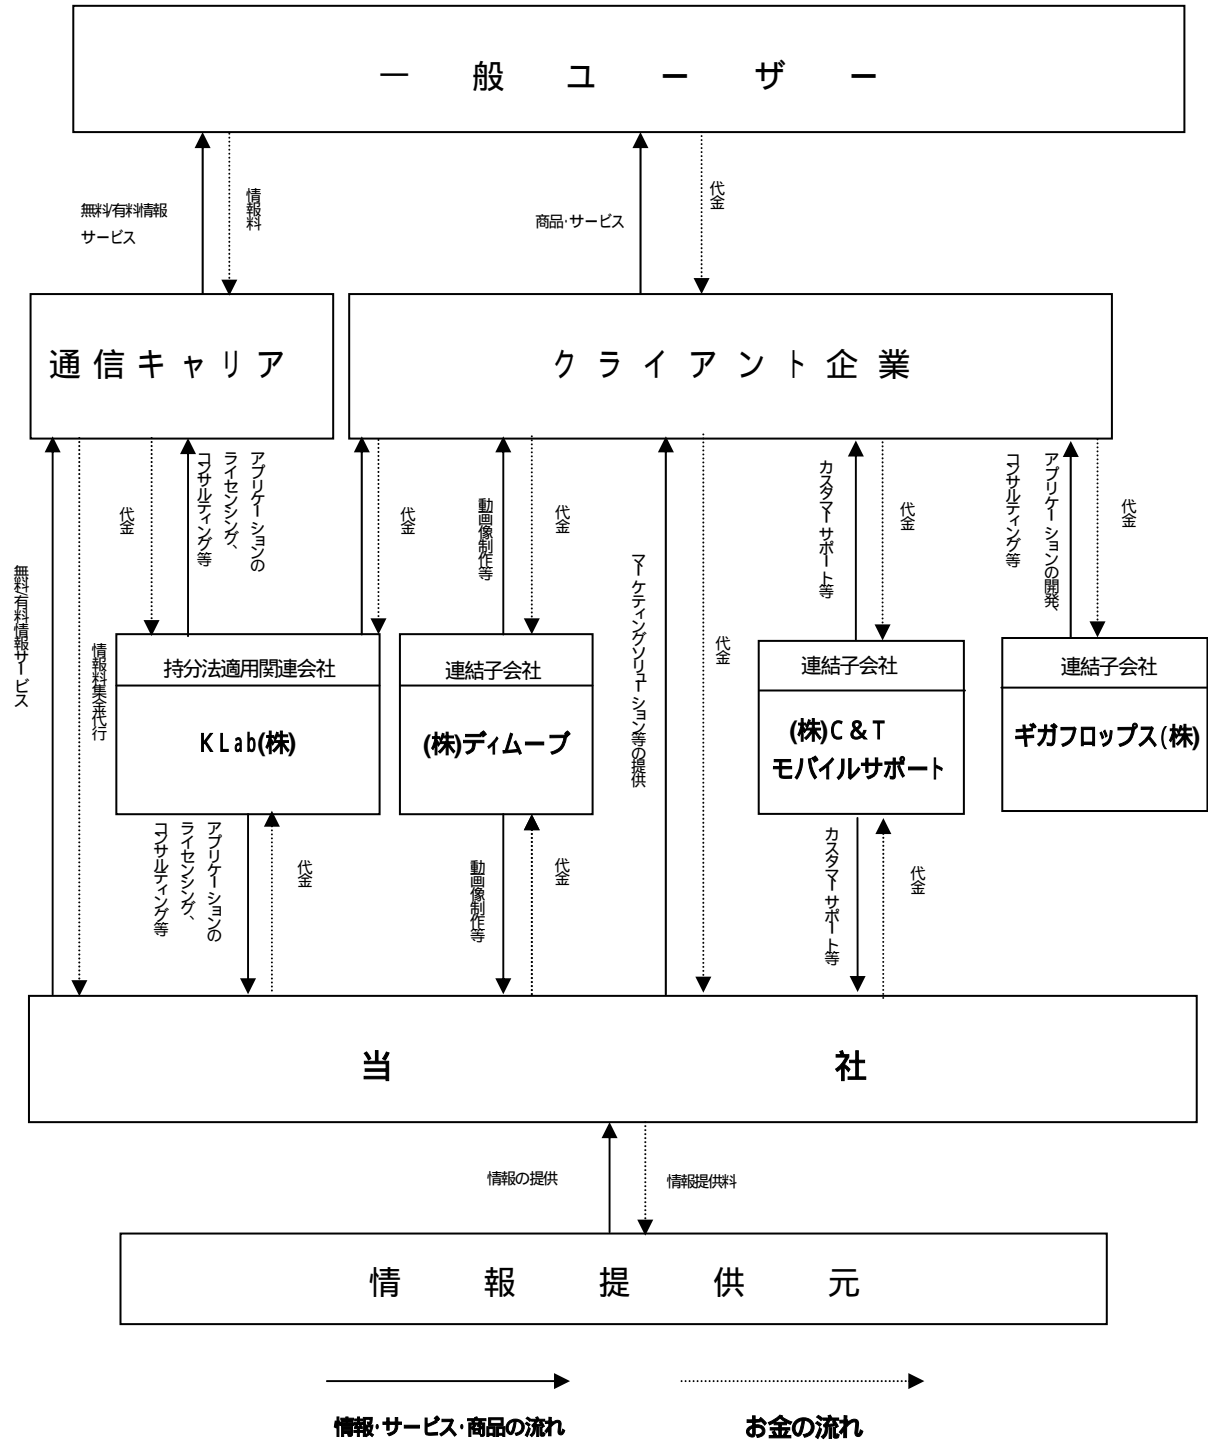 一般ユーザー
無料/有料情報
サービス
情報料
商品・サービス
代金
通信キャリア
クライアント企業
無料/有料情報サービス
情報料集金代行
代金
アプリケーションの
ライセンシング、
コンサルティング等
代金
動画像制作等
代金
マーケティングソリューション等の提供
代金
カスタマーサポート等
代金
アプリケーションの開発、
コンサルティング等
代金
持分法適用関連会社
KLab(株)
連結子会社
(株)ディムーブ
連結子会社
(株)C&T
モバイルサポート
連結子会社
ギガフロップス(株)
アプリケーションの
ライセンシング、
コンサルティング等
代金
動画像制作等
代金
カスタマーサポート等
代金
当社
情報の提供
情報提供料
情報提供元
情報・サービス・商品の流れ
お金の流れ